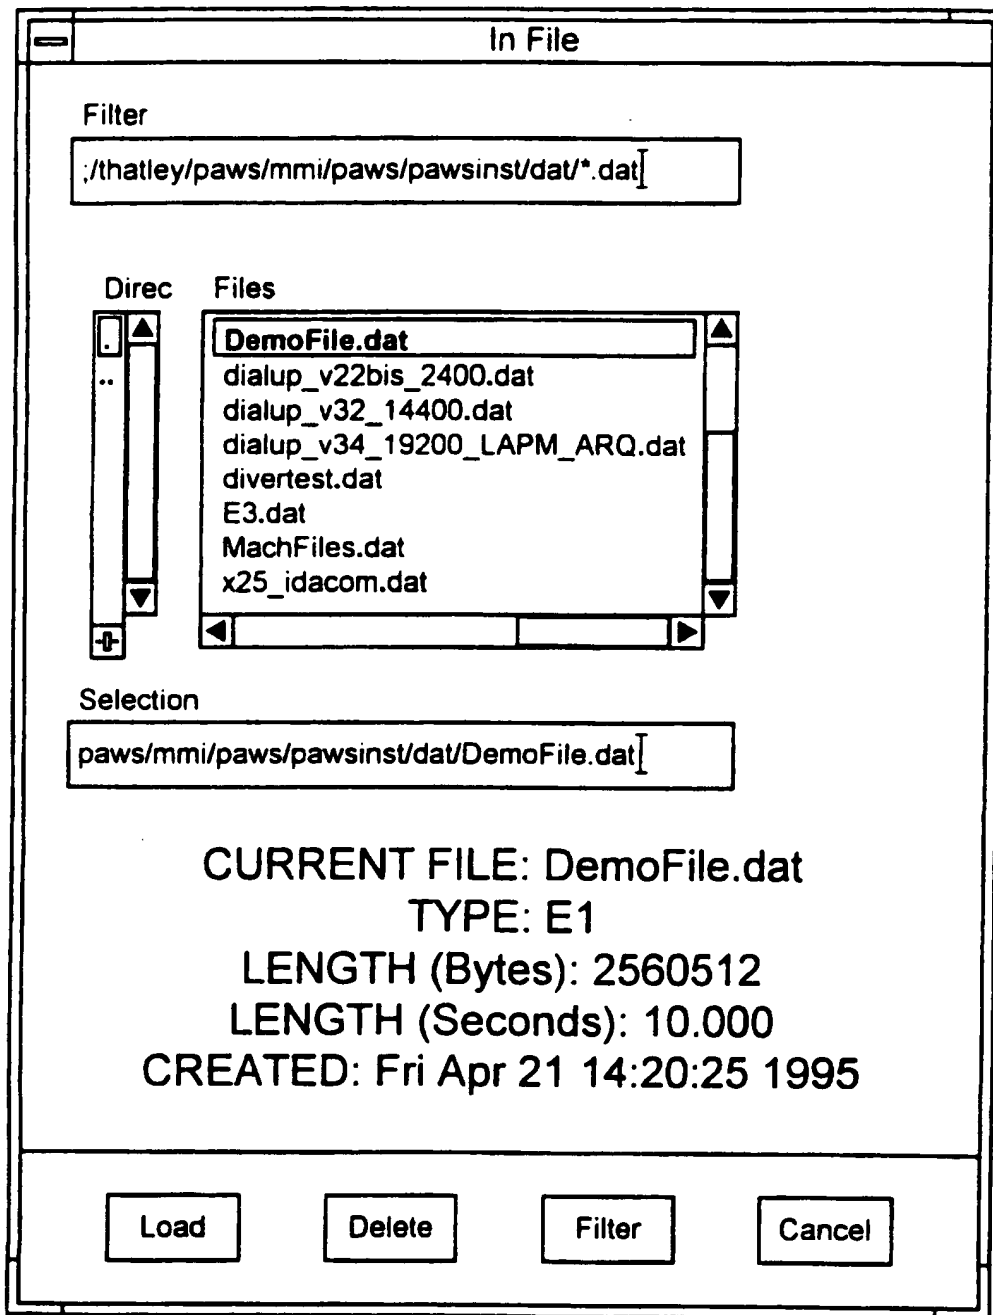 In File
Filter
;/thatley/paws/mmi/paws/pawsinst/dat/*.dat
Direc Files
.
..
DemoFile.dat
dialup_v22bis_2400.dat
dialup_v32_14400.dat
dialup_v34_19200_LAPM_ARQ.dat
divertest.dat
E3.dat
MachFiles.dat
x25_idacom.dat
Selection
paws/mmi/paws/pawsinst/dat/DemoFile.dat
CURRENT FILE: DemoFile.dat
TYPE: E1
LENGTH (Bytes): 2560512
LENGTH (Seconds): 10.000
CREATED: Fri Apr 21 14:20:25 1995
Load Delete Filter Cancel